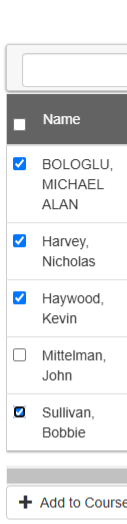 Name
BOLOGLU,
MICHAEL
ALAN
Harvey,
Nicholas
Haywood,
Kevin
Mittelman,
John
Sullivan,
Bobbie
Add to Course